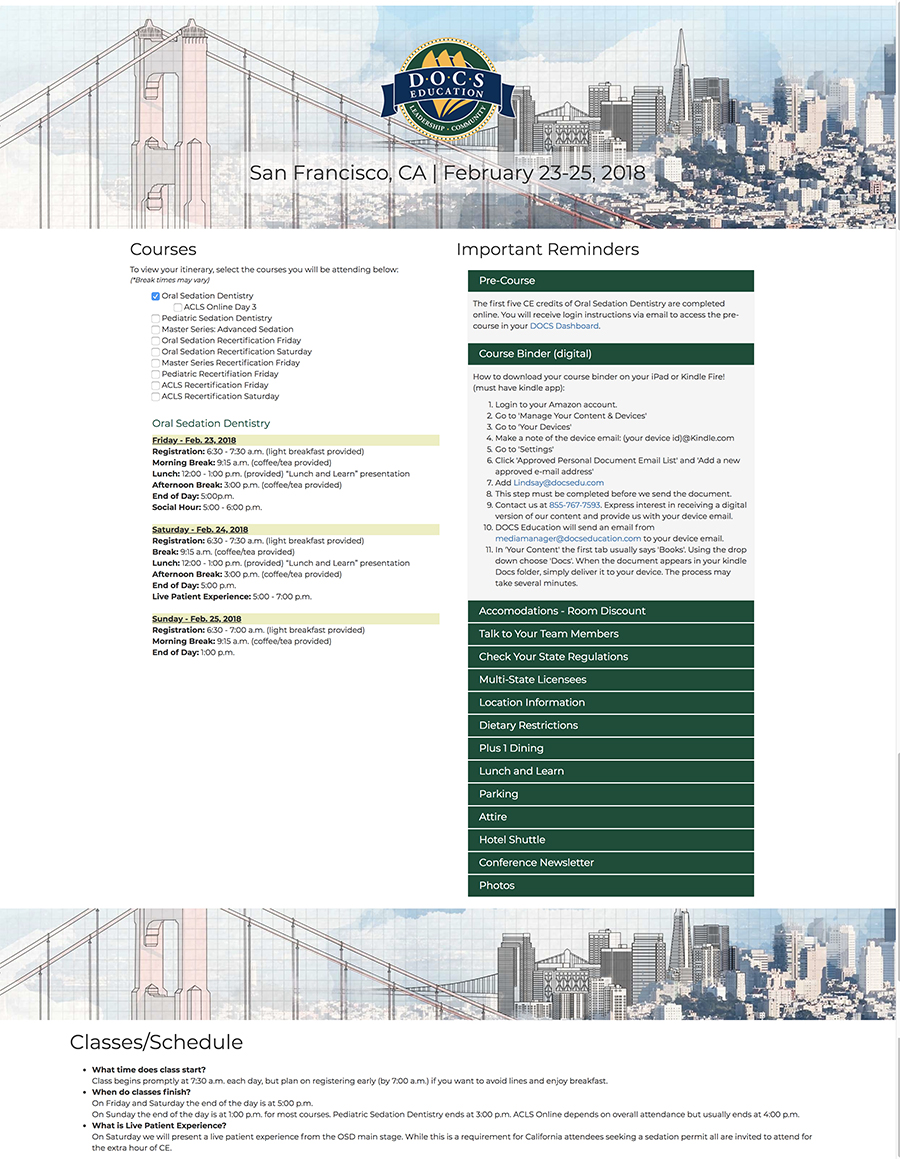 D·O·C·S
EDUCATION
LEADERSHIP · COMMUNITY
San Francisco, CA | February 23-25, 2018
Courses
To view your itinerary, select the courses you will be attending below:
(*Break times may vary)
Oral Sedation Dentistry
ACLS Online Day 3
Pediatric Sedation Dentistry
Master Series: Advanced Sedation
Oral Sedation Recertification Friday
Oral Sedation Recertification Saturday
Master Series Recertification Friday
Pediatric Recertifiation Friday
ACLS Recertification Friday
ACLS Recertification Saturday
Oral Sedation Dentistry
Friday - Feb. 23, 2018
Registration: 6:30 - 7:30 a.m. (light breakfast provided)
Morning Break: 9:15 a.m. (coffee/tea provided)
Lunch: 12:00 - 1:00 p.m. (provided) "Lunch and Learn" presentation
Afternoon Break: 3:00 p.m. (coffee/tea provided)
End of Day: 5:00p.m.
Social Hour: 5:00 - 6:00 p.m.
Saturday - Feb. 24, 2018
Registration: 6:30 - 7:30 a.m. (light breakfast provided)
Break: 9:15 a.m. (coffee/tea provided)
Lunch: 12:00 - 1:00 p.m. (provided) "Lunch and Learn" presentation
Afternoon Break: 3:00 p.m. (coffee/tea provided)
End of Day: 5:00 p.m.
Live Patient Experience: 5:00 - 7:00 p.m.
Sunday - Feb. 25, 2018
Registration: 6:30 - 7:00 a.m. (light breakfast provided)
Morning Break: 9:15 a.m. (coffee/tea provided)
End of Day: 1:00 p.m.
Important Reminders
Pre-Course
The first five CE credits of Oral Sedation Dentistry are completed
online. You will receive login instructions via email to access the pre-
course in your DOCS Dashboard.
Course Binder (digital)
How to download your course binder on your iPad or Kindle Fire!
(must have kindle app):
1. Login to your Amazon account.
2. Go to 'Manage Your Content & Devices'
3. Go to 'Your Devices'
4. Make a note of the device email: (your device id)@Kindle.com
5. Go to 'Settings'
6. Click 'Approved Personal Document Email List' and 'Add a new
approved e-mail address'
7. Add Lindsay@docsedu.com
8. This step must be completed before we send the document.
9. Contact us at 855-767-7593. Express interest in receiving a digital
version of our content and provide us with your device email.
10. DOCS Education will send an email from
mediamanager@docseducation.com to your device email.
11. In 'Your Content' the first tab usually says 'Books'. Using the drop
down choose 'Docs'. When the document appears in your kindle
Docs folder, simply deliver it to your device. The process may
take several minutes.
Accomodations - Room Discount
Talk to Your Team Members
Check Your State Regulations
Multi-State Licensees
Location Information
Dietary Restrictions
Plus 1 Dining
Lunch and Learn
Parking
Attire
Hotel Shuttle
Conference Newsletter
Photos
Classes/Schedule
• What time does class start?
Class begins promptly at 7:30 a.m. each day, but plan on registering early (by 7:00 a.m.) if you want to avoid lines and enjoy breakfast.
• When do classes finish?
On Friday and Saturday the end of the day is at 5:00 p.m.
On Sunday the end of the day is at 1:00 p.m. for most courses. Pediatric Sedation Dentistry ends at 3:00 p.m. ACLS Online depends on overall attendance but usually ends at 4:00 p.m.
• What is Live Patient Experience?
On Saturday we will present a live patient experience from the OSD main stage. While this is a requirement for California attendees seeking a sedation permit all are invited to attend for
the extra hour of CE.